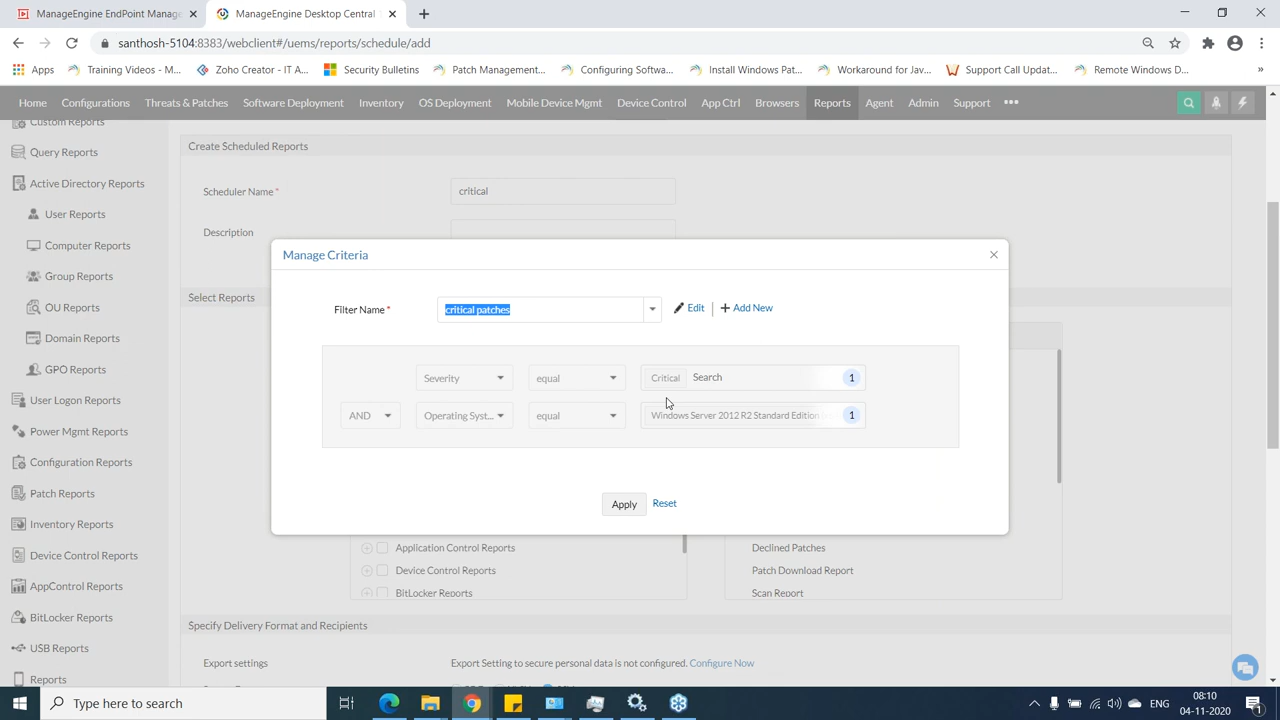 ManageEngine EndPoint Manage
ManageEngine Desktop Central
santhosh-5104:8383/webclient#/uems/reports/schedule/add
Apps
Training Videos - M...
Zoho Creator - IT A...
Security Bulletins
Patch Management...
Configuring Softwa...
Install Windows Pat...
Workaround for Jav...
Support Call Updat...
Remote Windows D...
»
Home Configurations Threats & Patches Software Deployment Inventory OS Deployment Mobile Device Mgmt Device Control App Ctrl Browsers Reports Agent Admin Support •••
Custom Reports
Query Reports
Active Directory Reports
User Reports
Computer Reports
Group Reports
OU Reports
Domain Reports
GPO Reports
User Logon Reports
Power Mgmt Reports
Configuration Reports
Patch Reports
Inventory Reports
Device Control Reports
AppControl Reports
BitLocker Reports
USB Reports
Reports
Create Scheduled Reports
Scheduler Name *
critical
Description
Select Reports
Manage Criteria
Filter Name *
critical patches
Edit
Add New
Severity equal Critical Search 1
AND Operating Syst... equal Windows Server 2012 R2 Standard Edition 1
Apply Reset
Application Control Reports
Device Control Reports
BitLocker Reports
Declined Patches
Patch Download Report
Scan Report
Specify Delivery Format and Recipients
Export settings
Export Setting to secure personal data is not configured. Configure Now
Type here to search
ENG
08:10
04-11-2020
1